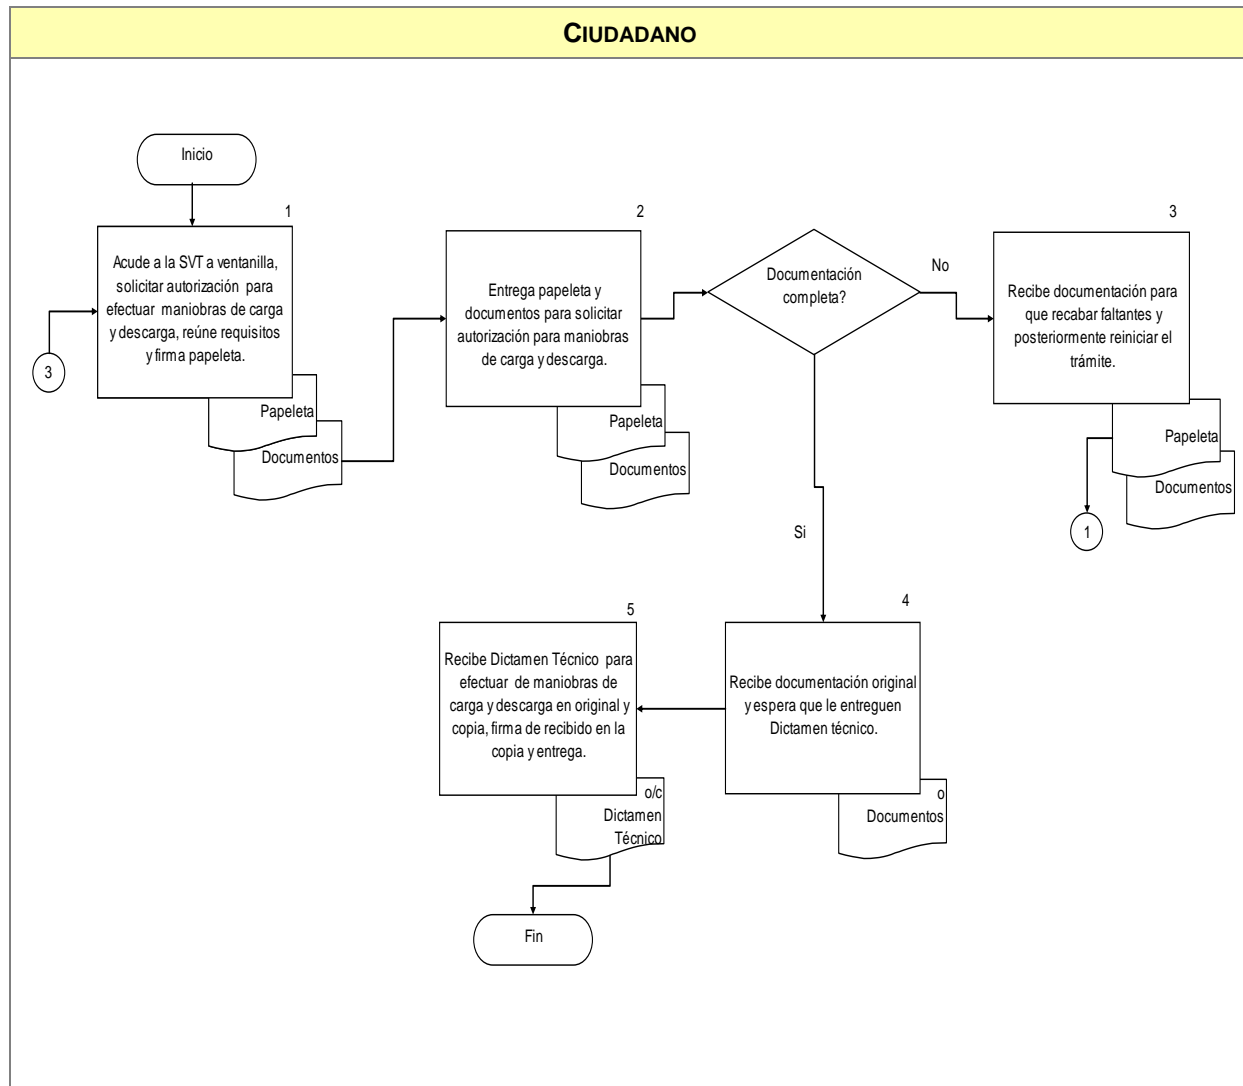 CIUDADANO
Inicio
1
Acude a la SVT a ventanilla,
solicitar autorización para
efectuar maniobras de carga
y descarga, reúne requisitos
y firma papeleta.
3
Papeleta
Documentos
2
Entrega papeleta y
documentos para solicitar
autorización para maniobras
de carga y descarga.
Papeleta
Documentos
Documentación
completa?
No
Si
3
Recibe documentación para
que recabar faltantes y
posteriormente reiniciar el
trámite.
Papeleta
Documentos
1
4
Recibe documentación original
y espera que le entreguen
Dictamen técnico.
o
Documentos
5
Recibe Dictamen Técnico para
efectuar de maniobras de
carga y descarga en original y
copia, firma de recibido en la
copia y entrega.
o/c
Dictamen
Técnico
Fin